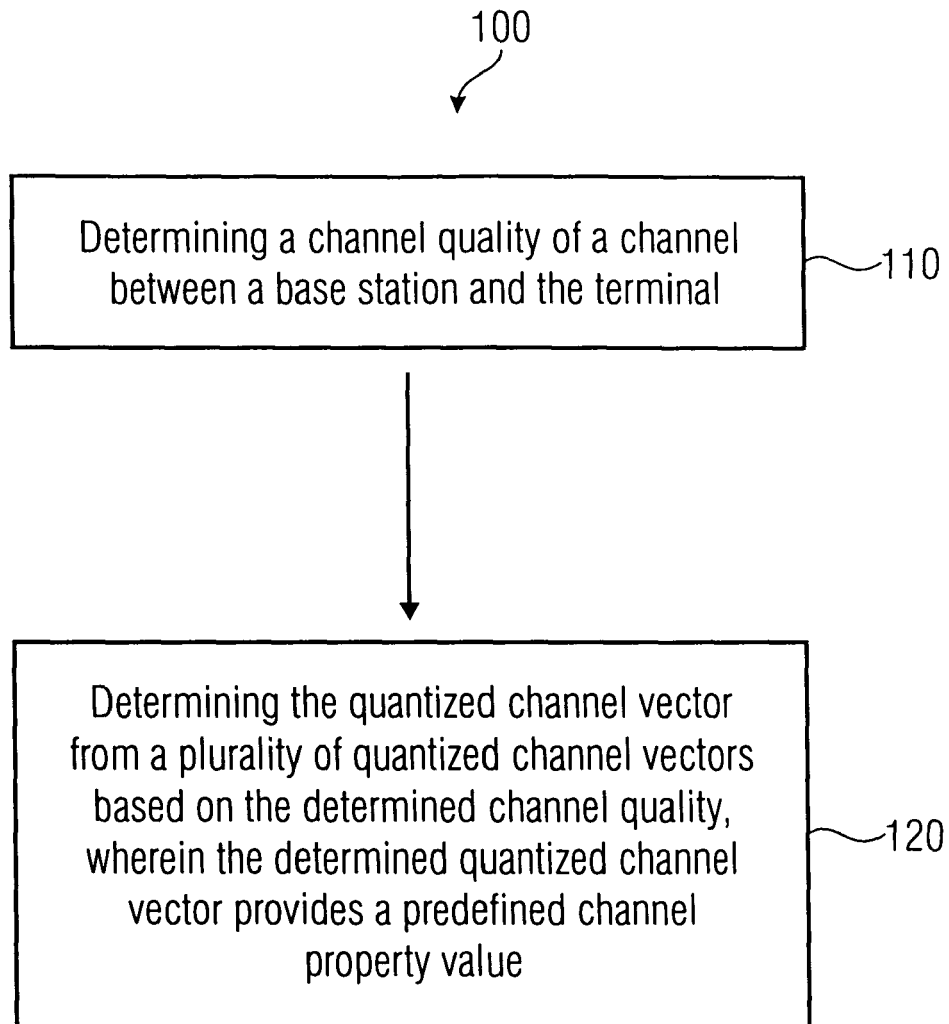 100
Determining a channel quality of a channel
between a base station and the terminal
110
Determining the quantized channel vector
from a plurality of quantized channel vectors
based on the determined channel quality,
wherein the determined quantized channel
vector provides a predefined channel
property value
120